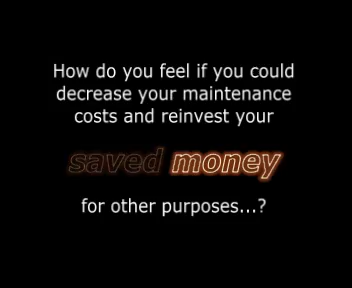 How do you feel if you could
decrease your maintenance
costs and reinvest your
saved money
for other purposes...?